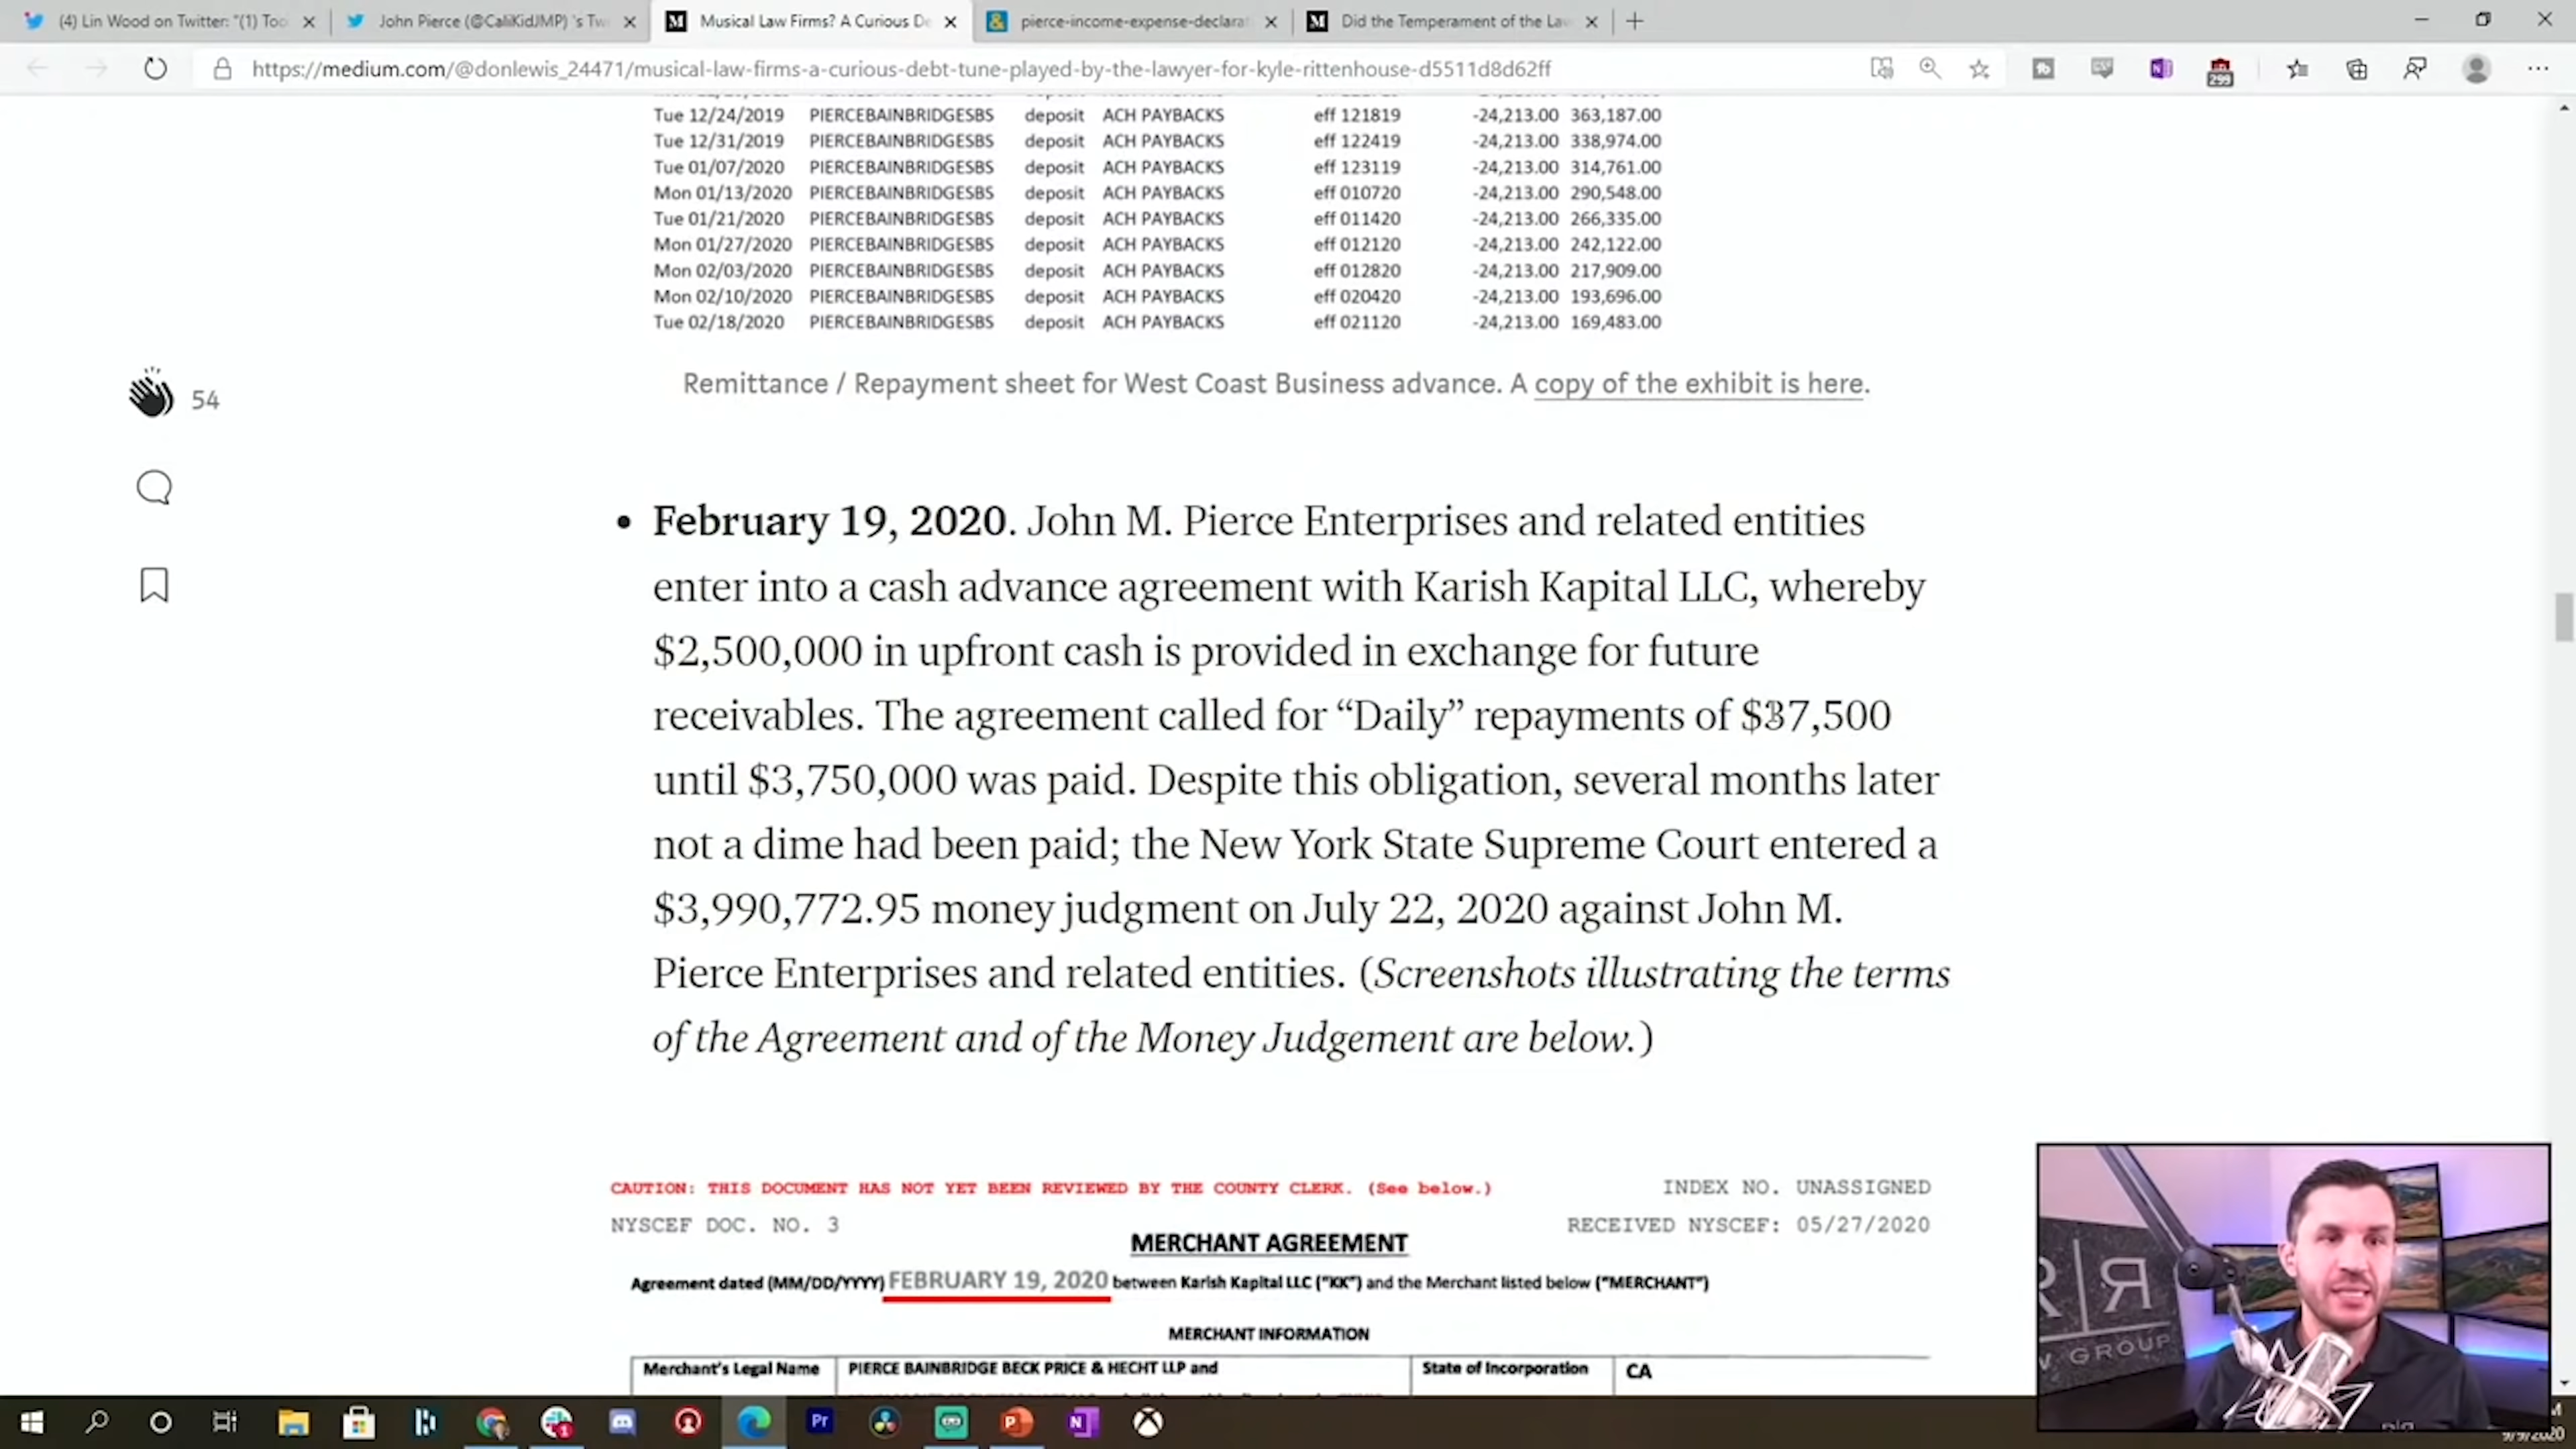 (4) Lin Wood on Twitter: "(1) Too
John Pierce (@CaliKidJMP) 's Tw
Musical Law Firms? A Curious De
pierce-income-expense-declarat
Did the Temperament of the Law
https://medium.com/@donlewis_24471/musical-law-firms-a-curious-debt-tune-played-by-the-lawyer-for-kyle-rittenhouse-d5511d8d62ff
299
Tue 12/24/2019 PIERCEBAINBRIDGESBS deposit ACH PAYBACKS eff 121819 -24,213.00 363,187.00
Tue 12/31/2019 PIERCEBAINBRIDGESBS deposit ACH PAYBACKS eff 122419 -24,213.00 338,974.00
Tue 01/07/2020 PIERCEBAINBRIDGESBS deposit ACH PAYBACKS eff 123119 -24,213.00 314,761.00
Mon 01/13/2020 PIERCEBAINBRIDGESBS deposit ACH PAYBACKS eff 010720 -24,213.00 290,548.00
Tue 01/21/2020 PIERCEBAINBRIDGESBS deposit ACH PAYBACKS eff 011420 -24,213.00 266,335.00
Mon 01/27/2020 PIERCEBAINBRIDGESBS deposit ACH PAYBACKS eff 012120 -24,213.00 242,122.00
Mon 02/03/2020 PIERCEBAINBRIDGESBS deposit ACH PAYBACKS eff 012820 -24,213.00 217,909.00
Mon 02/10/2020 PIERCEBAINBRIDGESBS deposit ACH PAYBACKS eff 020420 -24,213.00 193,696.00
Tue 02/18/2020 PIERCEBAINBRIDGESBS deposit ACH PAYBACKS eff 021120 -24,213.00 169,483.00
Remittance / Repayment sheet for West Coast Business advance. A copy of the exhibit is here.
54
• February 19, 2020. John M. Pierce Enterprises and related entities
enter into a cash advance agreement with Karish Kapital LLC, whereby
$2,500,000 in upfront cash is provided in exchange for future
receivables. The agreement called for “Daily” repayments of $37,500
until $3,750,000 was paid. Despite this obligation, several months later
not a dime had been paid; the New York State Supreme Court entered a
$3,990,772.95 money judgment on July 22, 2020 against John M.
Pierce Enterprises and related entities. (Screenshots illustrating the terms
of the Agreement and of the Money Judgement are below.)
CAUTION: THIS DOCUMENT HAS NOT YET BEEN REVIEWED BY THE COUNTY CLERK. (See below.)
INDEX NO. UNASSIGNED
NYSCEF DOC. NO. 3
RECEIVED NYSCEF: 05/27/2020
MERCHANT AGREEMENT
Agreement dated (MM/DD/YYYY) FEBRUARY 19, 2020 between Karish Kapital LLC ("KK") and the Merchant listed below ("MERCHANT")
MERCHANT INFORMATION
Merchant's Legal Name PIERCE BAINBRIDGE BECK PRICE & HECHT LLP and State of Incorporation CA
GROUP
Pr
9/9/2020